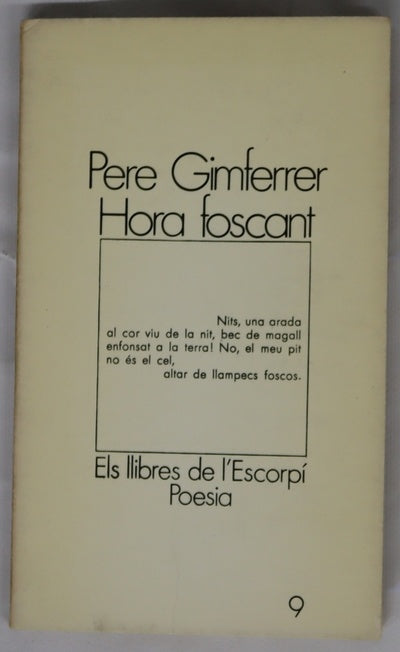 Pere Gimferrer
Hora foscant
Nits, una arada
al cor viu de la nit, bec de magall
enfonsat a la terra! No, el meu pit
no és el cel,
altar de llampecs foscos.
Els llibres de l'Escorpí
Poesia
9